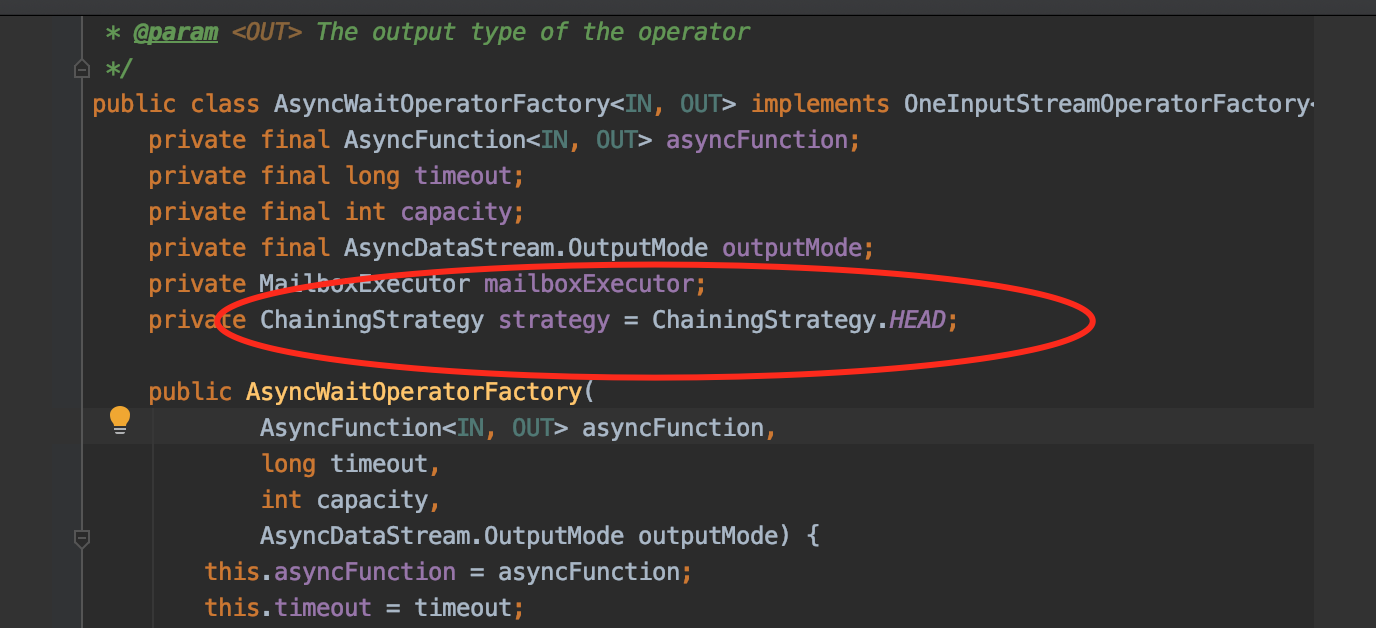 * @param <OUT> The output type of the operator
*/
public class AsyncWaitOperatorFactory<IN, OUT> implements OneInputStreamOperatorFactory<
private final AsyncFunction<IN, OUT> asyncFunction;
private final long timeout;
private final int capacity;
private final AsyncDataStream.OutputMode outputMode;
private MailboxExecutor mailboxExecutor;
private ChainingStrategy strategy = ChainingStrategy.HEAD;
public AsyncWaitOperatorFactory(
AsyncFunction<IN, OUT> asyncFunction,
long timeout,
int capacity,
AsyncDataStream.OutputMode outputMode) {
this.asyncFunction = asyncFunction;
this.timeout = timeout;